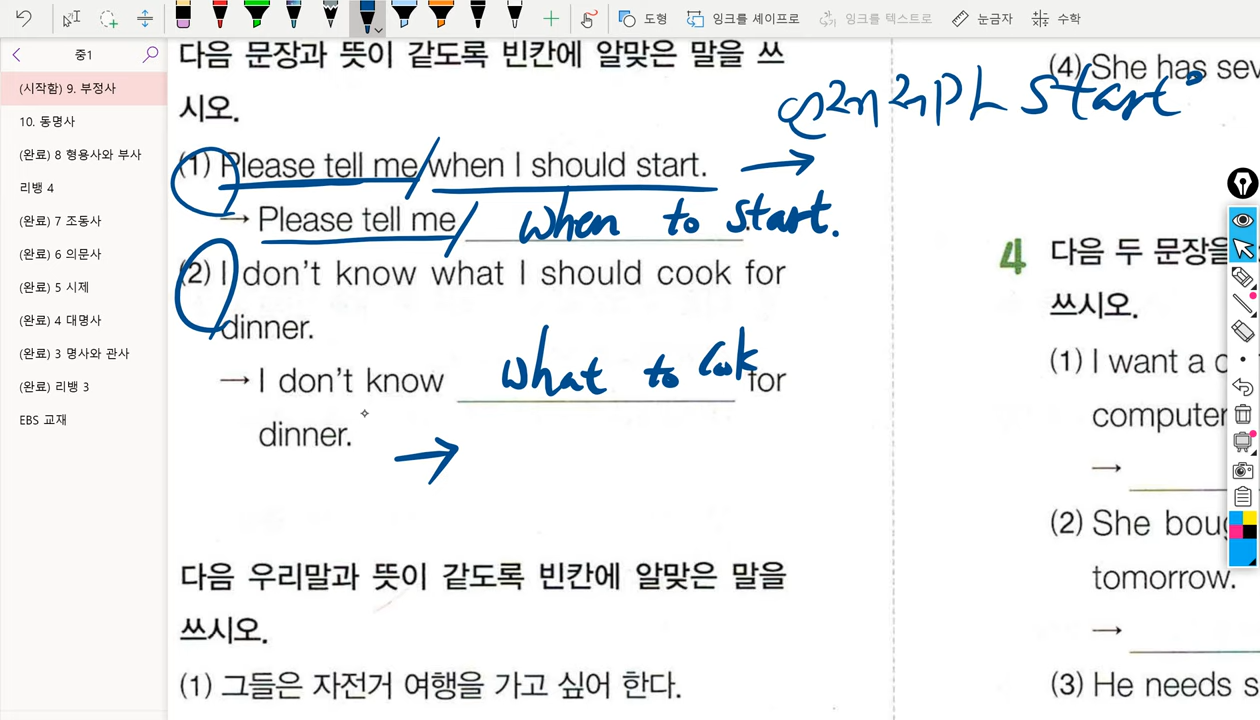 도형
잉크를 셰이프로
잉크를 텍스트로
눈금자
수학
중1
(시작함) 9. 부정사
10. 동명사
(완료) 8 형용사와 부사
리뱅 4
(완료) 7 조동사
(완료) 6 의문사
(완료) 5 시제
(완료) 4 대명사
(완료) 3 명사와 관사
(완료) 리뱅 3
EBS 교재
다음 문장과 뜻이 같도록 빈칸에 알맞은 말을 쓰
시오.
(1) Please tell me/when I should start. →
→ Please tell me/ when to start.
(2) I don't know what I should cook for
dinner.
→ I don't know what to cook for
dinner. →
다음 우리말과 뜻이 같도록 빈칸에 알맞은 말을
쓰시오.
(1) 그들은 자전거 여행을 가고 싶어 한다.
start
(4) She has sev
4 다음 두 문장을
쓰시오.
(1) I want a c
computer
→
(2) She boug
tomorrow.
→
(3) He needs s